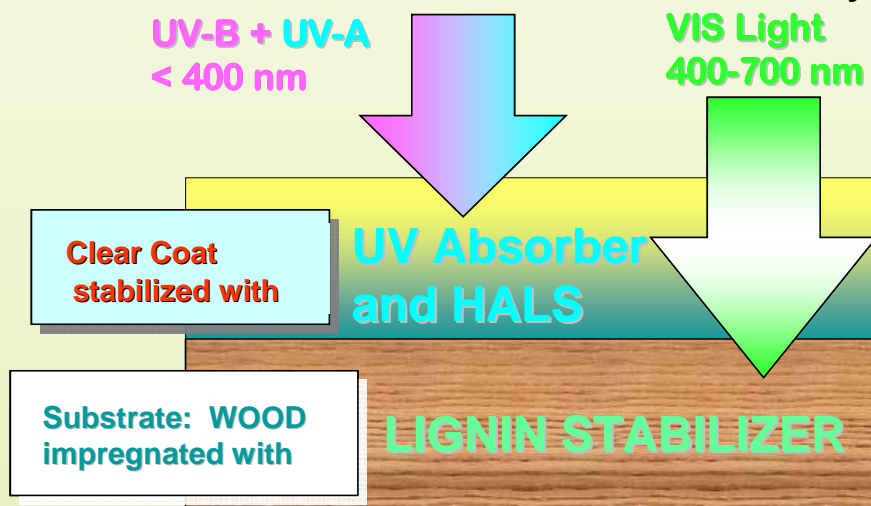 UV-B + UV-A
< 400 nm
VIS Light
400-700 nm
Clear Coat
stabilized with
UV Absorber
and HALS
Substrate: WOOD
impregnated with
LIGNIN STABILIZER